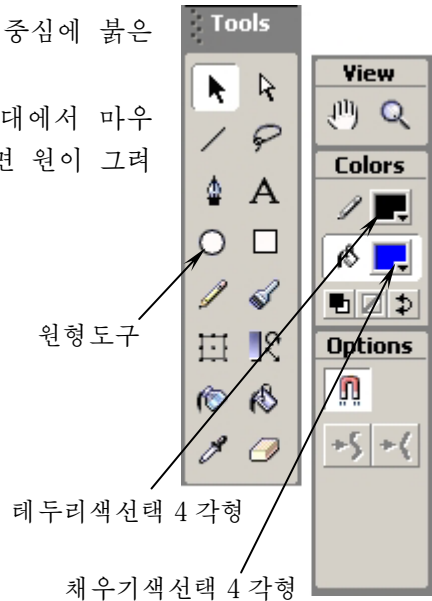 중심에 붉은
대에서 마우
면 원이 그려
Tools
A
View
Colors
Options
원형도구
테두리색선택 4각형
채우기색선택 4각형